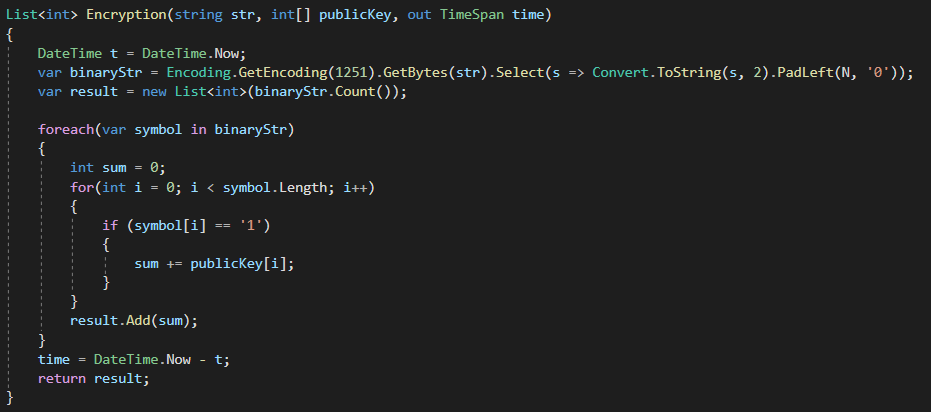 List<int> Encryption(string str, int[] publicKey, out TimeSpan time)
{
    DateTime t = DateTime.Now;
    var binaryStr = Encoding.GetEncoding(1251).GetBytes(str).Select(s => Convert.ToString(s, 2).PadLeft(N, '0'));
    var result = new List<int>(binaryStr.Count());

    foreach(var symbol in binaryStr)
    {
        int sum = 0;
        for(int i = 0; i < symbol.Length; i++)
        {
            if (symbol[i] == '1')
            {
                sum += publicKey[i];
            }
        }
        result.Add(sum);
    }
    time = DateTime.Now - t;
    return result;
}